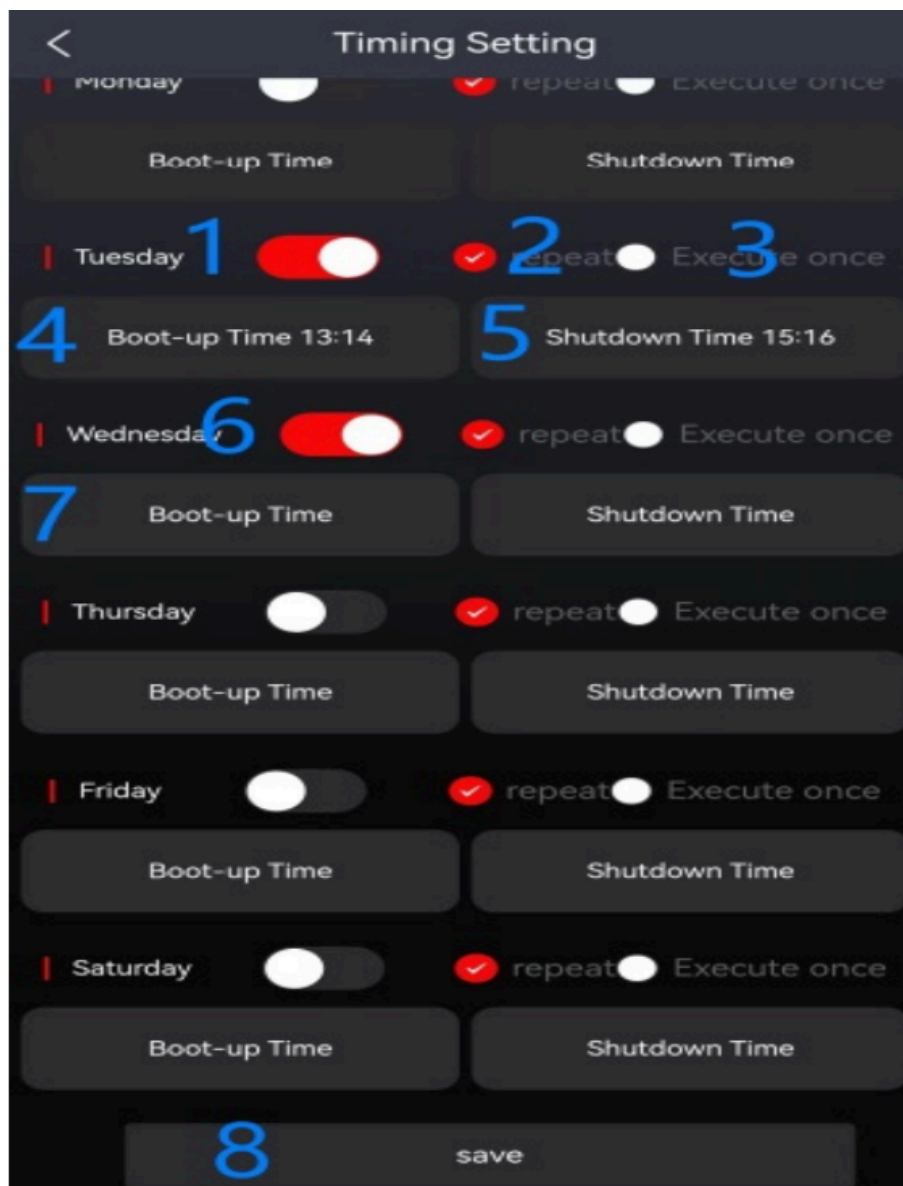 Timing Setting
Monday repeat Execute once
Boot-up Time Shutdown Time
Tuesday 1 2 repeat 3 Execute once
4 Boot-up Time 13:14 5 Shutdown Time 15:16
Wednesday 6 repeat Execute once
7 Boot-up Time Shutdown Time
Thursday repeat Execute once
Boot-up Time Shutdown Time
Friday repeat Execute once
Boot-up Time Shutdown Time
Saturday repeat Execute once
Boot-up Time Shutdown Time
8 save